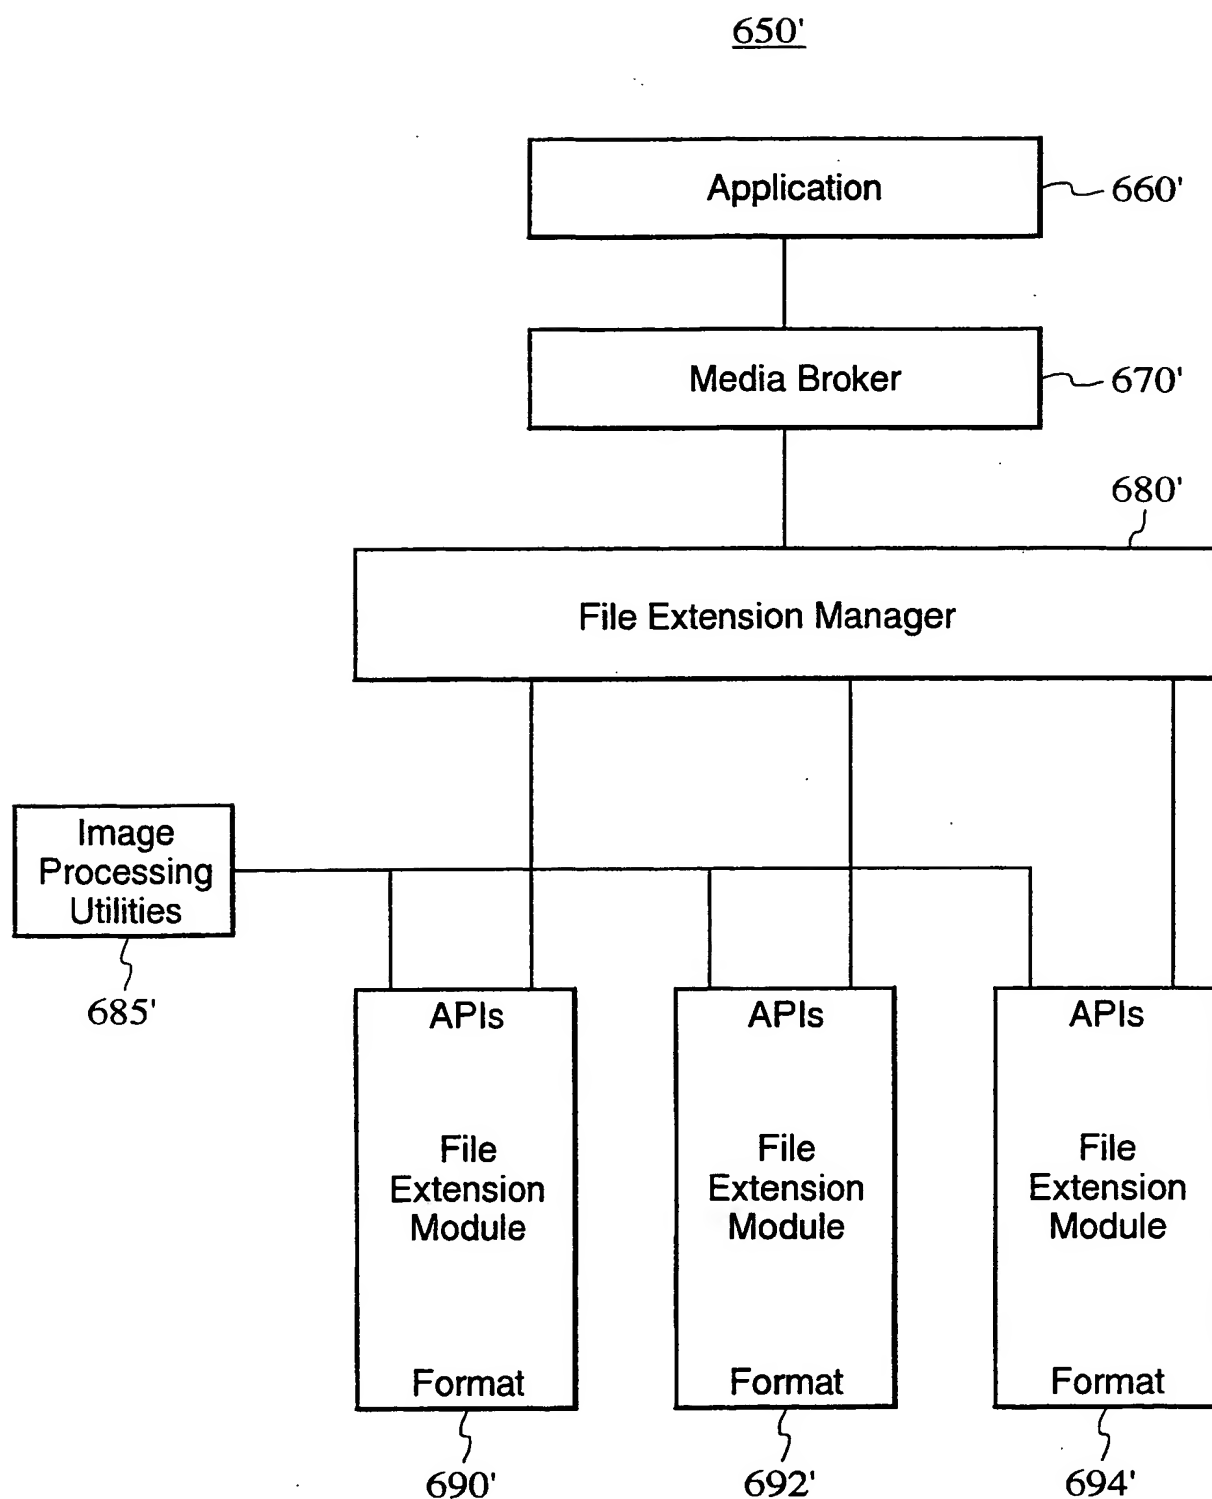 650'
Application
660'
Media Broker
670'
680'
File Extension Manager
Image
Processing
Utilities
685'
APIs
File
Extension
Module
Format
690'
APIs
File
Extension
Module
Format
692'
APIs
File
Extension
Module
Format
694'